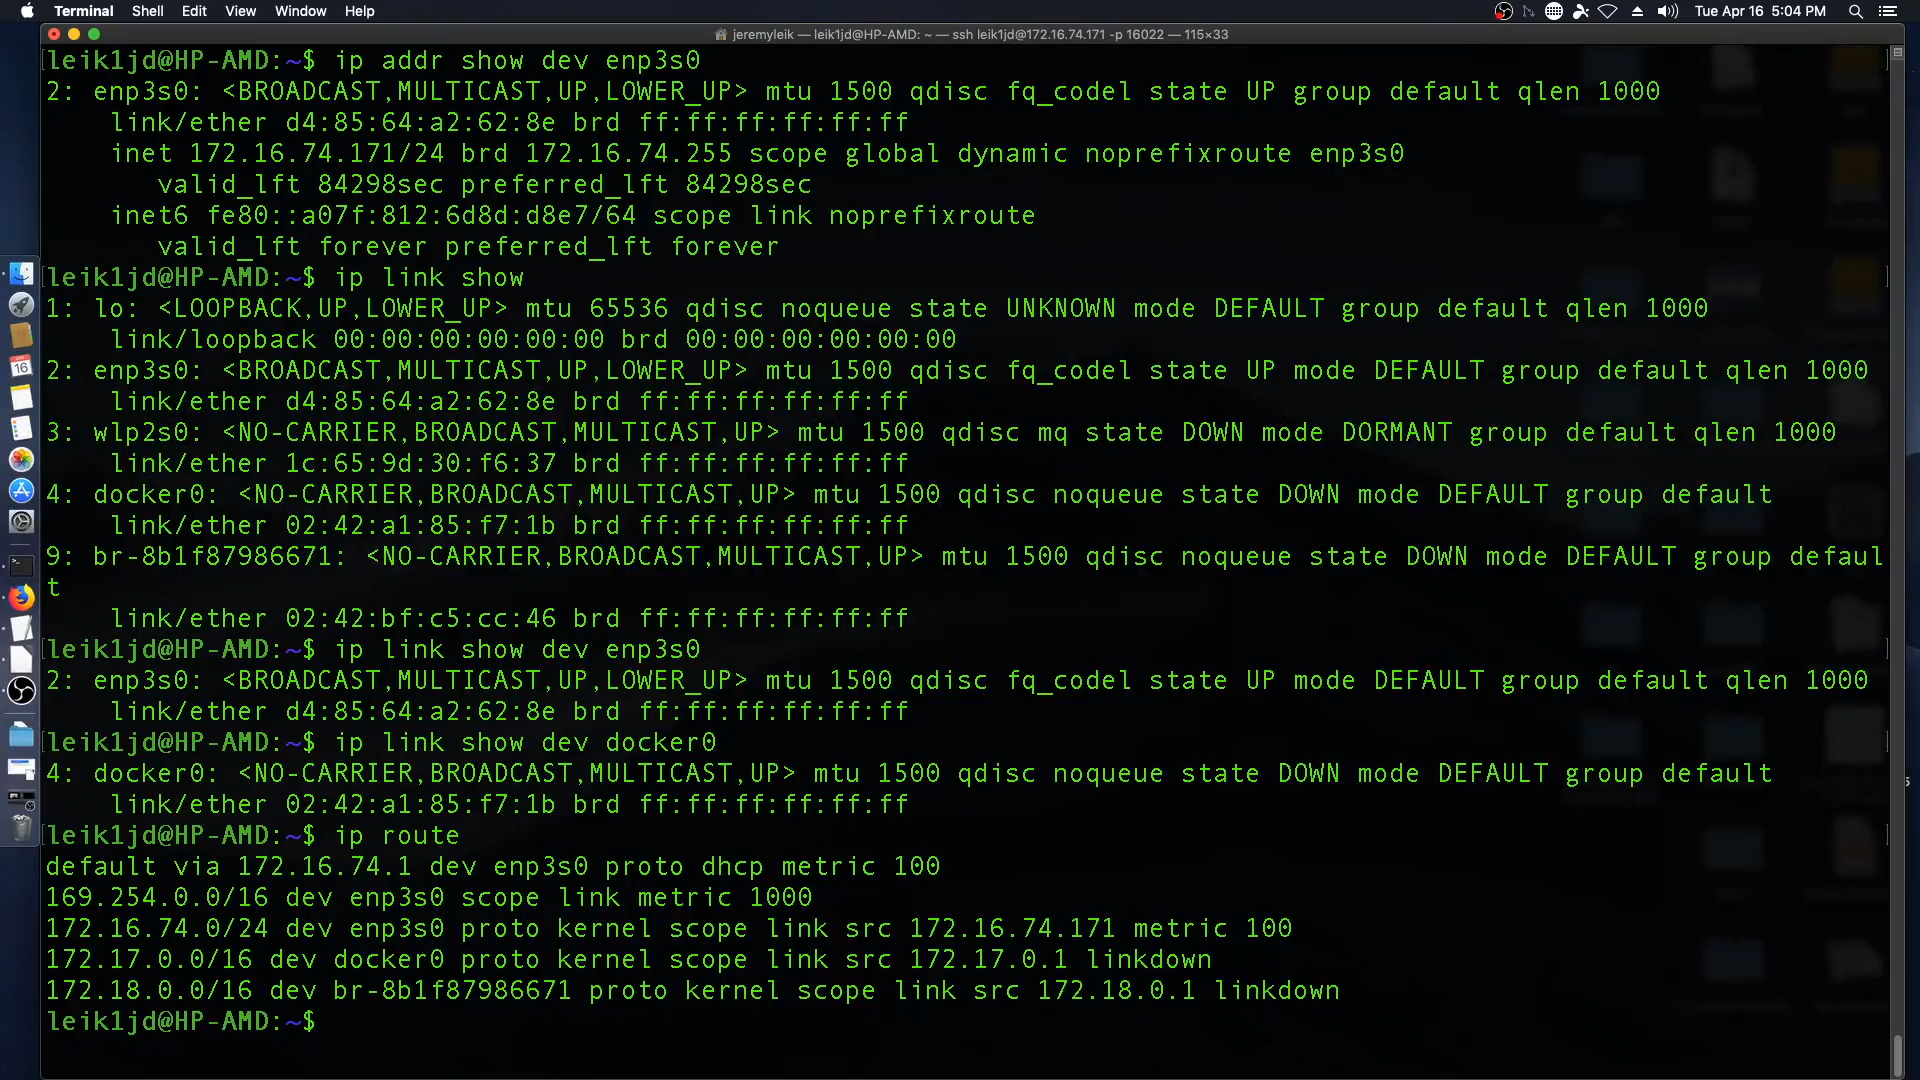 Terminal Shell Edit View Window Help Tue Apr 16 5:04 PM
jeremyleik — leik1jd@HP-AMD: ~ — ssh leik1jd@172.16.74.171 -p 16022 — 115×33
leik1jd@HP-AMD:~$ ip addr show dev enp3s0
2: enp3s0: <BROADCAST,MULTICAST,UP,LOWER_UP> mtu 1500 qdisc fq_codel state UP group default qlen 1000
    link/ether d4:85:64:a2:62:8e brd ff:ff:ff:ff:ff:ff
    inet 172.16.74.171/24 brd 172.16.74.255 scope global dynamic noprefixroute enp3s0
       valid_lft 84298sec preferred_lft 84298sec
    inet6 fe80::a07f:812:6d8d:d8e7/64 scope link noprefixroute
       valid_lft forever preferred_lft forever
leik1jd@HP-AMD:~$ ip link show
1: lo: <LOOPBACK,UP,LOWER_UP> mtu 65536 qdisc noqueue state UNKNOWN mode DEFAULT group default qlen 1000
    link/loopback 00:00:00:00:00:00 brd 00:00:00:00:00:00
2: enp3s0: <BROADCAST,MULTICAST,UP,LOWER_UP> mtu 1500 qdisc fq_codel state UP mode DEFAULT group default qlen 1000
    link/ether d4:85:64:a2:62:8e brd ff:ff:ff:ff:ff:ff
3: wlp2s0: <NO-CARRIER,BROADCAST,MULTICAST,UP> mtu 1500 qdisc mq state DOWN mode DORMANT group default qlen 1000
    link/ether 1c:65:9d:30:f6:37 brd ff:ff:ff:ff:ff:ff
4: docker0: <NO-CARRIER,BROADCAST,MULTICAST,UP> mtu 1500 qdisc noqueue state DOWN mode DEFAULT group default
    link/ether 02:42:a1:85:f7:1b brd ff:ff:ff:ff:ff:ff
9: br-8b1f87986671: <NO-CARRIER,BROADCAST,MULTICAST,UP> mtu 1500 qdisc noqueue state DOWN mode DEFAULT group defaul
t
    link/ether 02:42:bf:c5:cc:46 brd ff:ff:ff:ff:ff:ff
leik1jd@HP-AMD:~$ ip link show dev enp3s0
2: enp3s0: <BROADCAST,MULTICAST,UP,LOWER_UP> mtu 1500 qdisc fq_codel state UP mode DEFAULT group default qlen 1000
    link/ether d4:85:64:a2:62:8e brd ff:ff:ff:ff:ff:ff
leik1jd@HP-AMD:~$ ip link show dev docker0
4: docker0: <NO-CARRIER,BROADCAST,MULTICAST,UP> mtu 1500 qdisc noqueue state DOWN mode DEFAULT group default
    link/ether 02:42:a1:85:f7:1b brd ff:ff:ff:ff:ff:ff
leik1jd@HP-AMD:~$ ip route
default via 172.16.74.1 dev enp3s0 proto dhcp metric 100
169.254.0.0/16 dev enp3s0 scope link metric 1000
172.16.74.0/24 dev enp3s0 proto kernel scope link src 172.16.74.171 metric 100
172.17.0.0/16 dev docker0 proto kernel scope link src 172.17.0.1 linkdown
172.18.0.0/16 dev br-8b1f87986671 proto kernel scope link src 172.18.0.1 linkdown
leik1jd@HP-AMD:~$